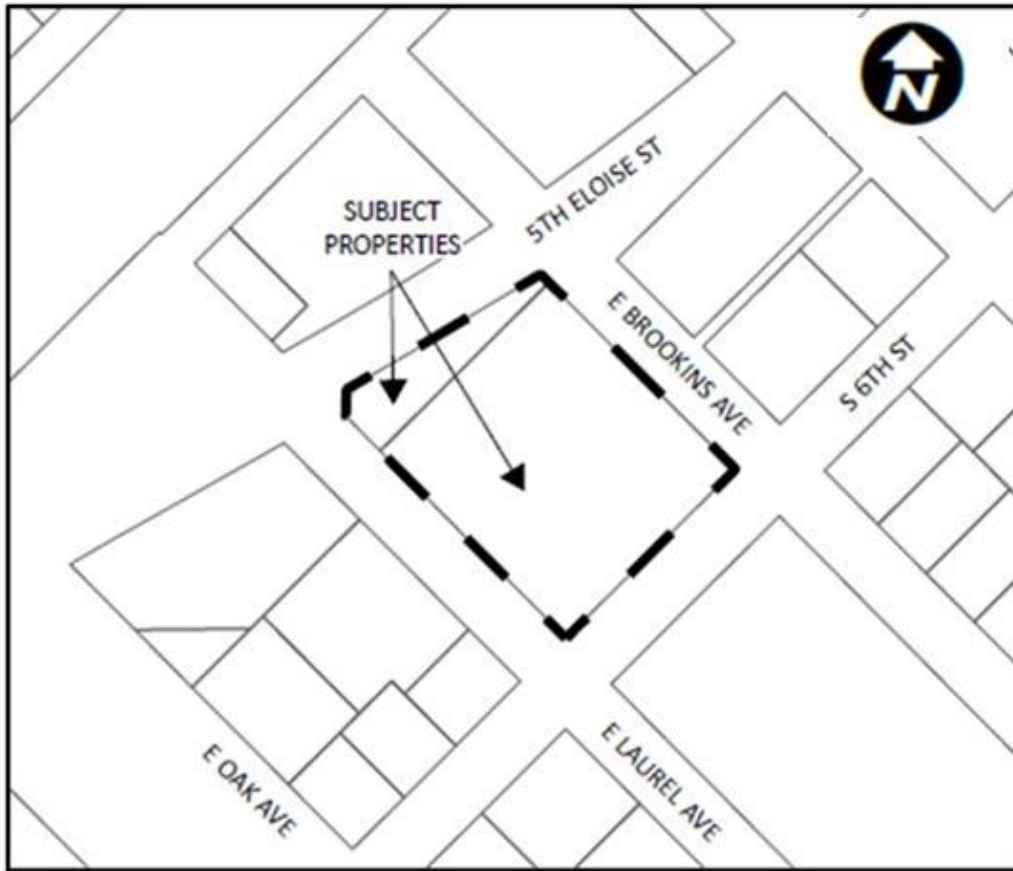 N
5TH ELOISE ST
SUBJECT
PROPERTIES
E BROOKINS AVE
S 6TH ST
E OAK AVE
E LAUREL AVE